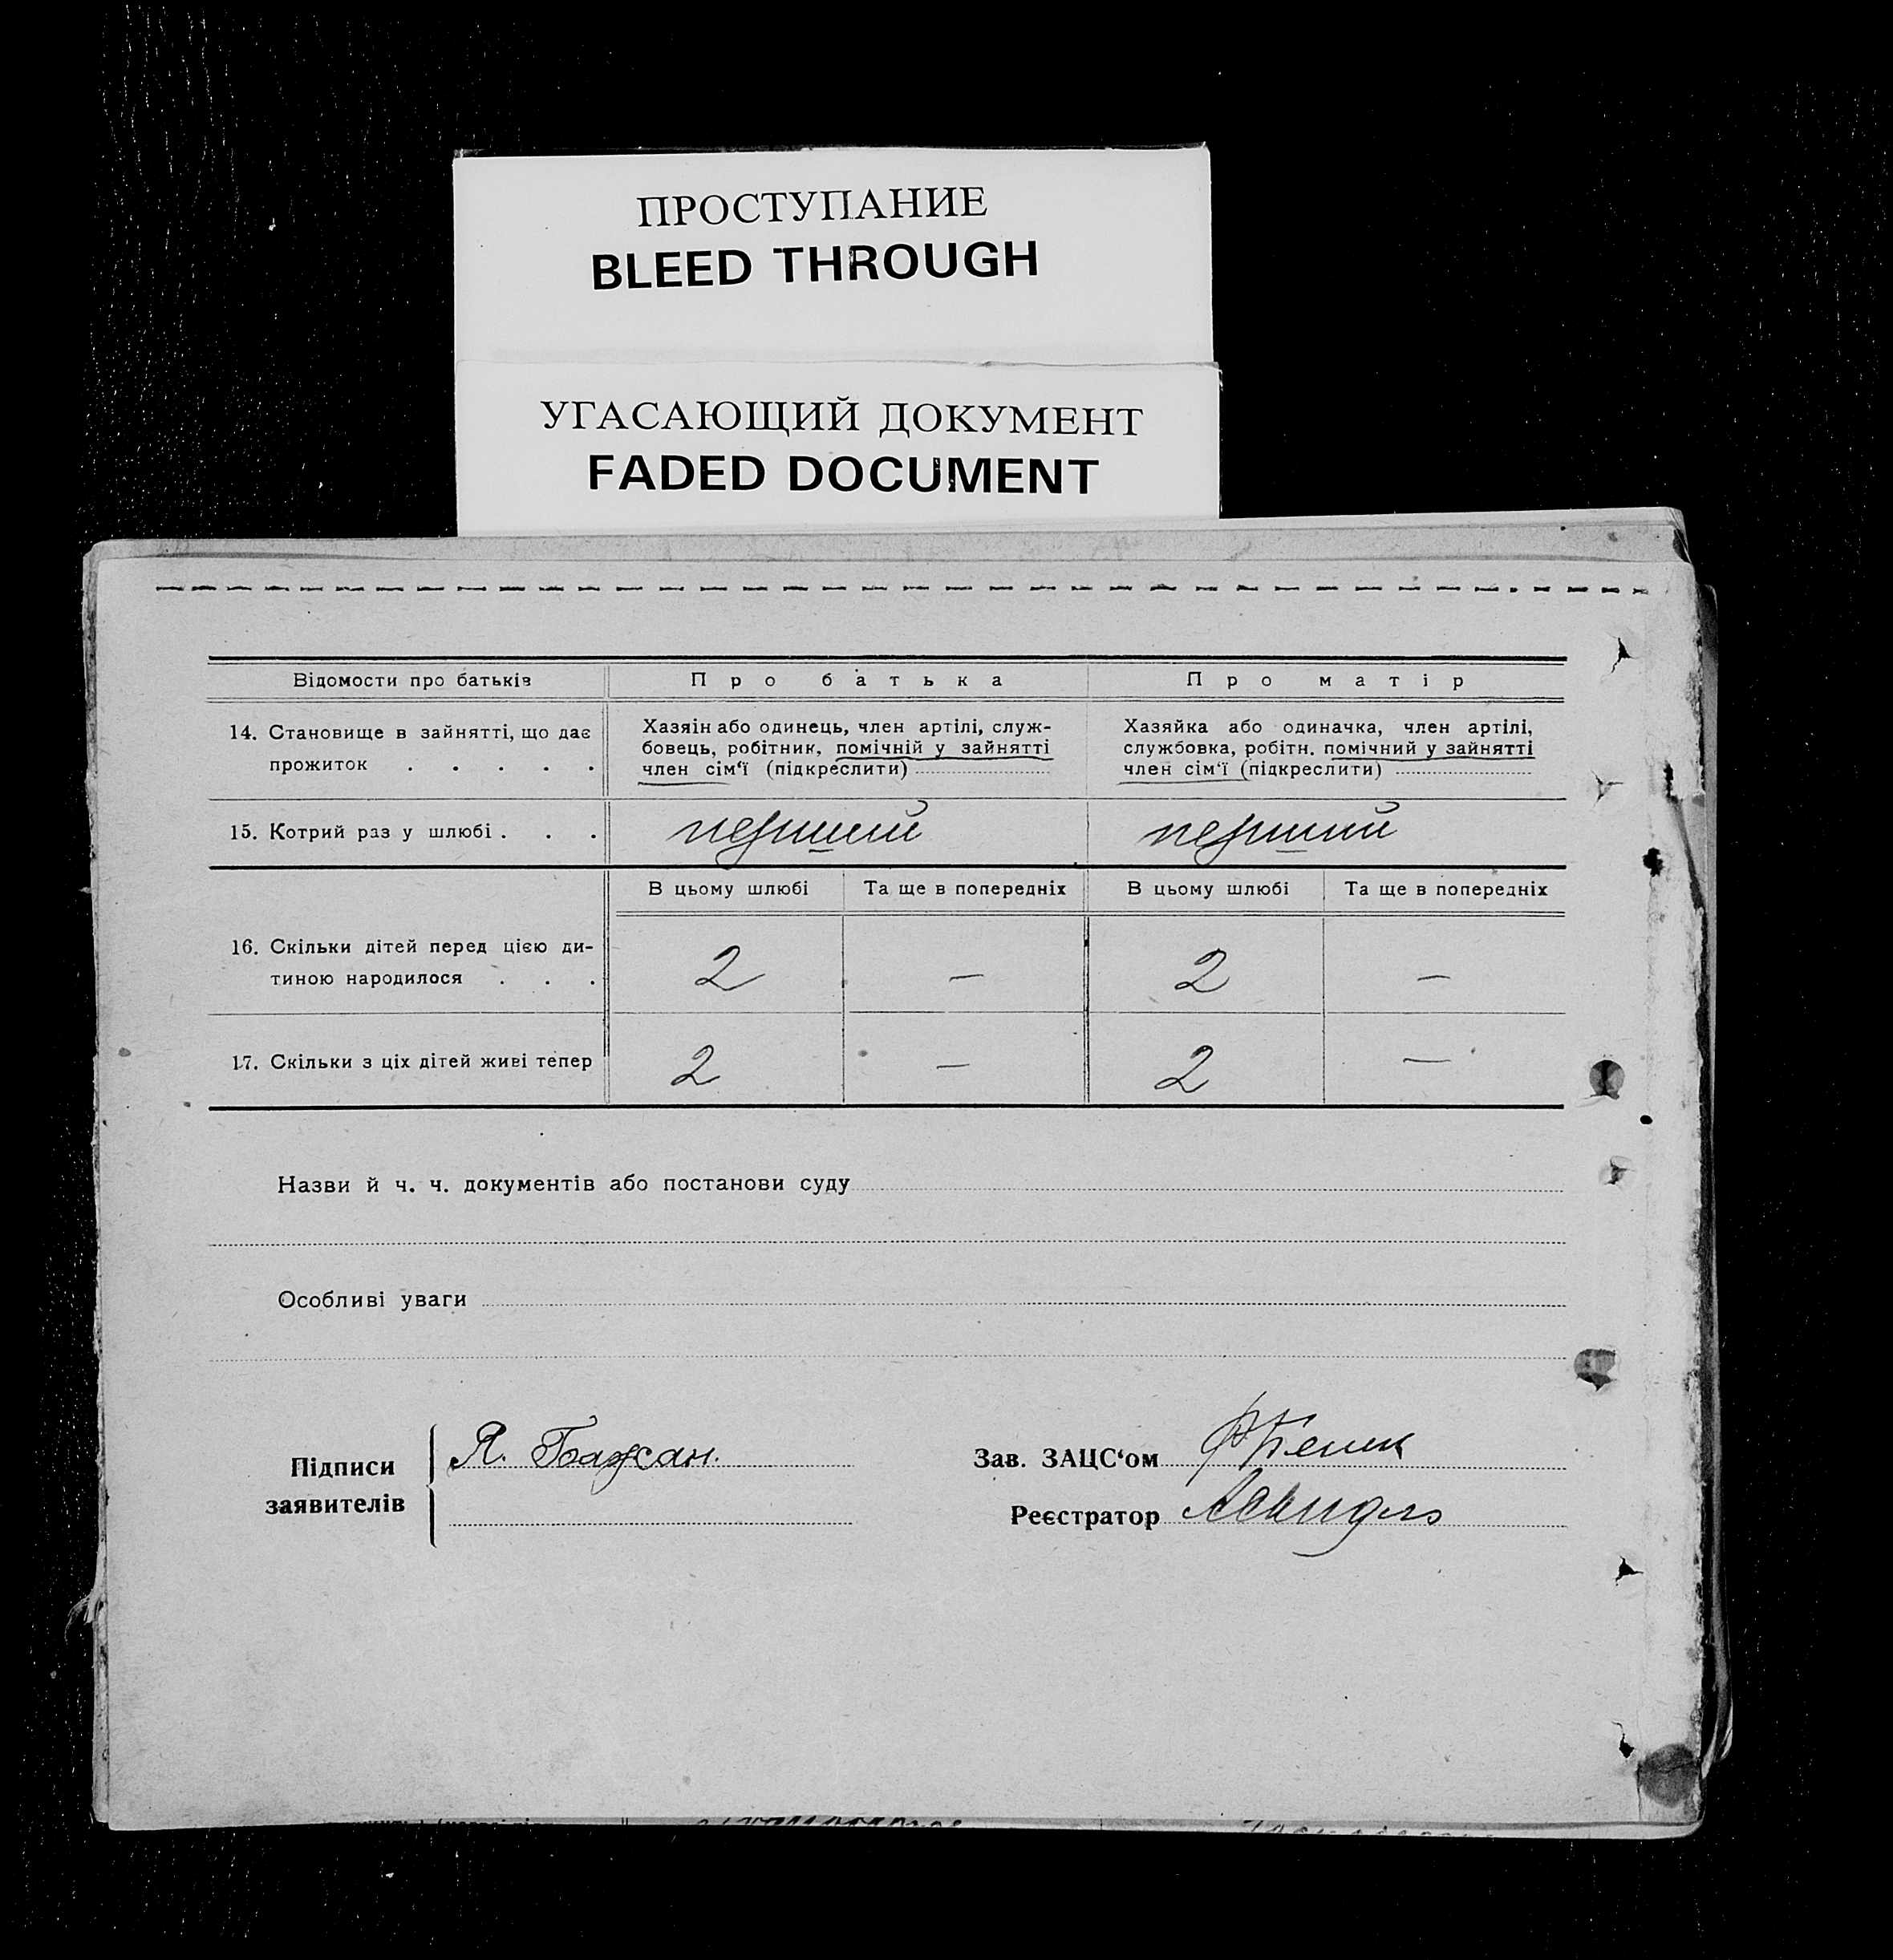 ПРОСТУПАНИЕ
BLEED THROUGH
УГАСАЮЩИЙ ДОКУМЕНТ
FADED DOCUMENT
Відомости про батьків
Про батька
Про матір
14. Становище в зайнятті, що дає
прожиток . . . . .
Хазяін або одинець, член артілі, служ-
бовець, робітник, помічній у зайнятті
член сім‘ї (підкреслити)
Хазяйка або одиначка, член артілі,
службовка, робітн. помічний у зайнятті
член сім‘ї (підкреслити)
15. Котрий раз у шлюбі . . .
перший
перший
В цьому шлюбі
Та ще в попередніх
В цьому шлюбі
Та ще в попередніх
16. Скільки дітей перед цією ди-
тиною народилося . . .
2
—
2
—
17. Скільки з ціх дітей живі тепер
2
—
2
—
Назви й ч. ч. документів або постанови суду
Особливі уваги
Підписи
заявителів
Я. Бажан.
Зав. ЗАЦС‘ом
Реєстратор